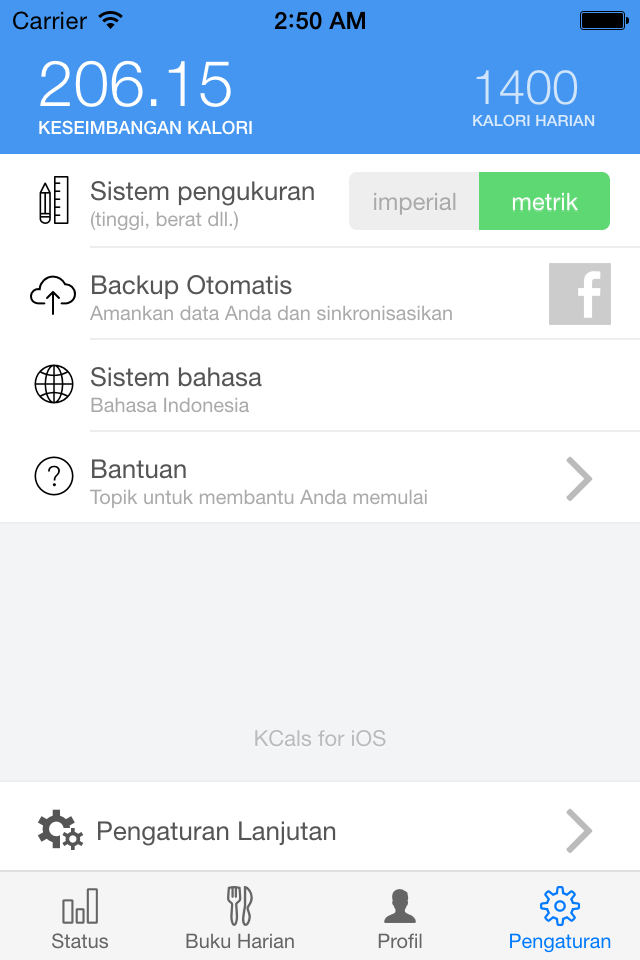 Carrier 2:50 AM
206.15 1400
KESEIMBANGAN KALORI KALORI HARIAN
Sistem pengukuran imperial metrik
(tinggi, berat dll.)
Backup Otomatis
Amankan data Anda dan sinkronisasikan
Sistem bahasa
Bahasa Indonesia
Bantuan
Topik untuk membantu Anda memulai
KCals for iOS
Pengaturan Lanjutan
Status Buku Harian Profil Pengaturan